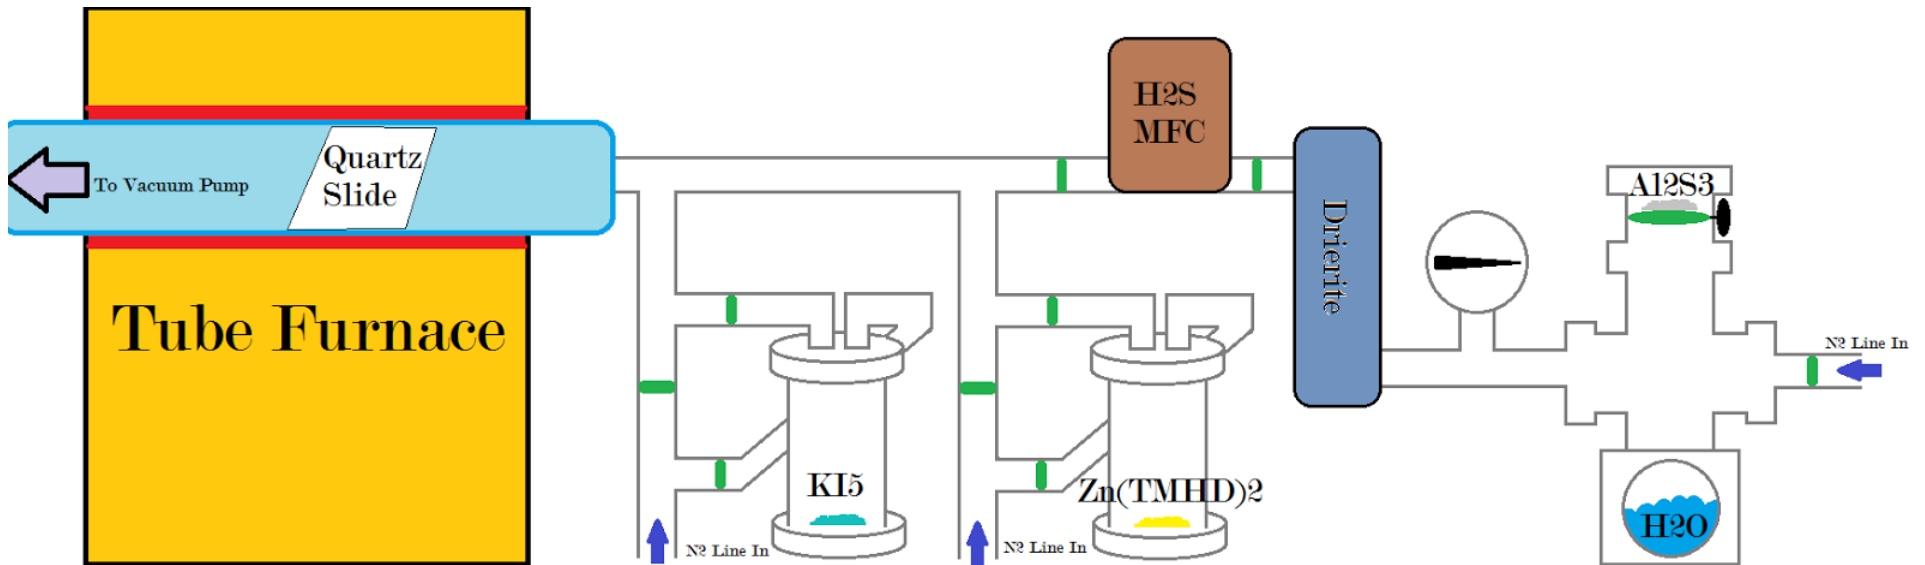 H2S
MFC
Quartz
Slide
To Vacuum Pump
Al2S3
Drierite
Tube Furnace
N2 Line In
KI5
Zn(TMHD)2
H2O
N2 Line In
N2 Line In